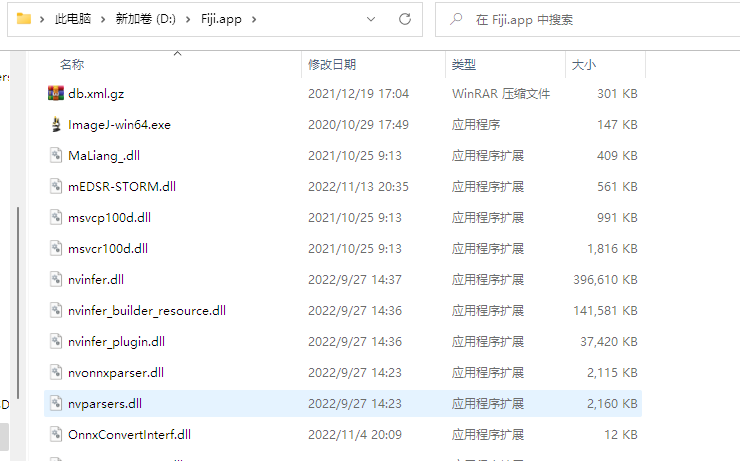 此电脑 新加卷 (D:) Fiji.app 在 Fiji.app 中搜索
名称 修改日期 类型 大小
db.xml.gz 2021/12/19 17:04 WinRAR 压缩文件 301 KB
ImageJ-win64.exe 2020/10/29 17:49 应用程序 147 KB
MaLiang_.dll 2021/10/25 9:13 应用程序扩展 409 KB
mEDSR-STORM.dll 2022/11/13 20:35 应用程序扩展 561 KB
msvcp100d.dll 2021/10/25 9:13 应用程序扩展 991 KB
msvcr100d.dll 2021/10/25 9:13 应用程序扩展 1,816 KB
nvinfer.dll 2022/9/27 14:37 应用程序扩展 396,610 KB
nvinfer_builder_resource.dll 2022/9/27 14:36 应用程序扩展 141,581 KB
nvinfer_plugin.dll 2022/9/27 14:36 应用程序扩展 37,420 KB
nvonnxparser.dll 2022/9/27 14:23 应用程序扩展 2,115 KB
nvparsers.dll 2022/9/27 14:23 应用程序扩展 2,160 KB
OnnxConvertInterf.dll 2022/11/4 20:09 应用程序扩展 12 KB